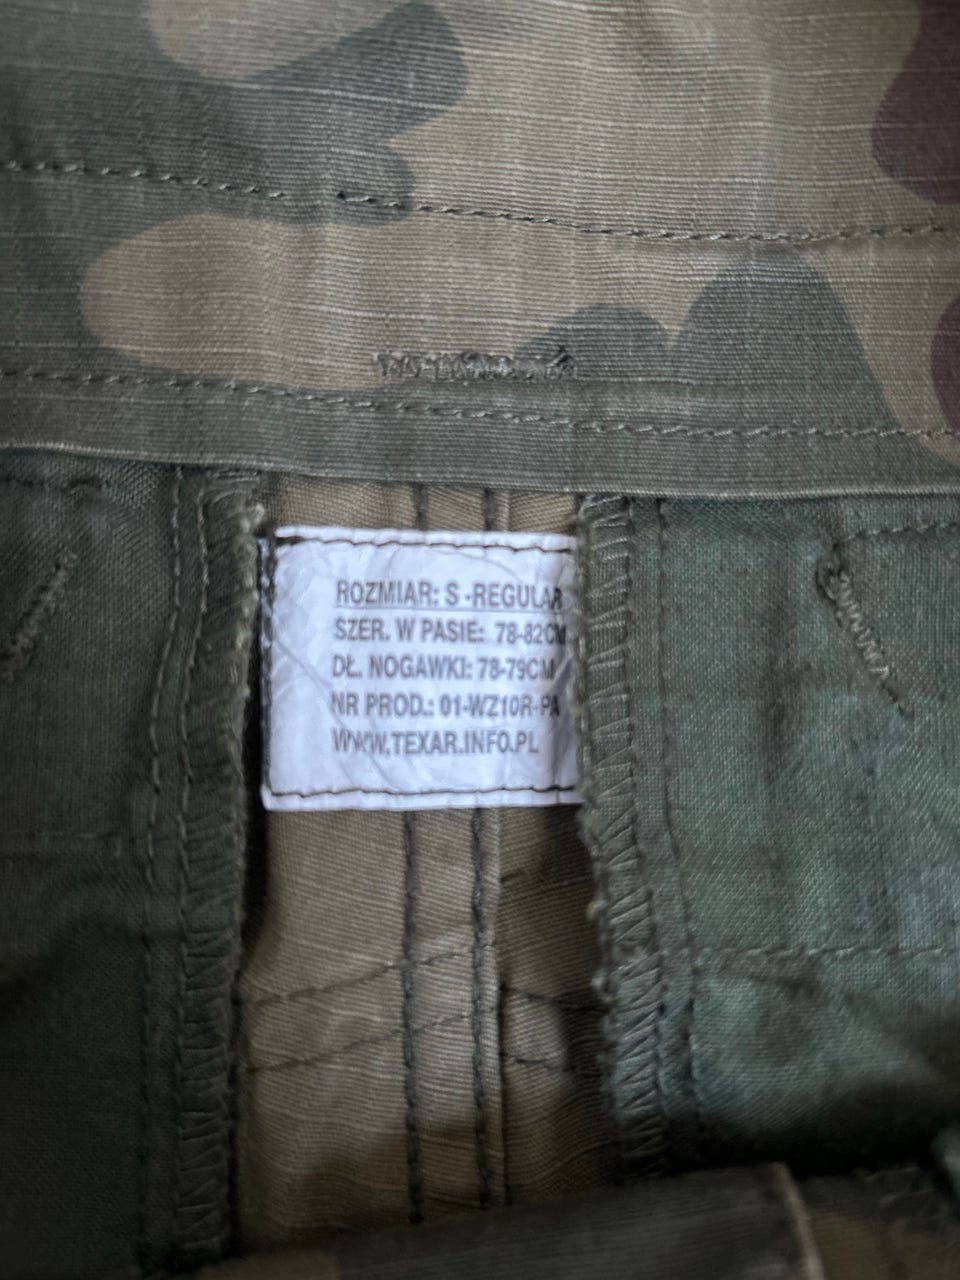 ROZMIAR: S -REGULAR
SZER. W PASIE: 78-82CM
DŁ. NOGAWKI: 78-79CM
NR PROD.: 01-WZ10R-PA
WWW.TEXAR.INFO.PL